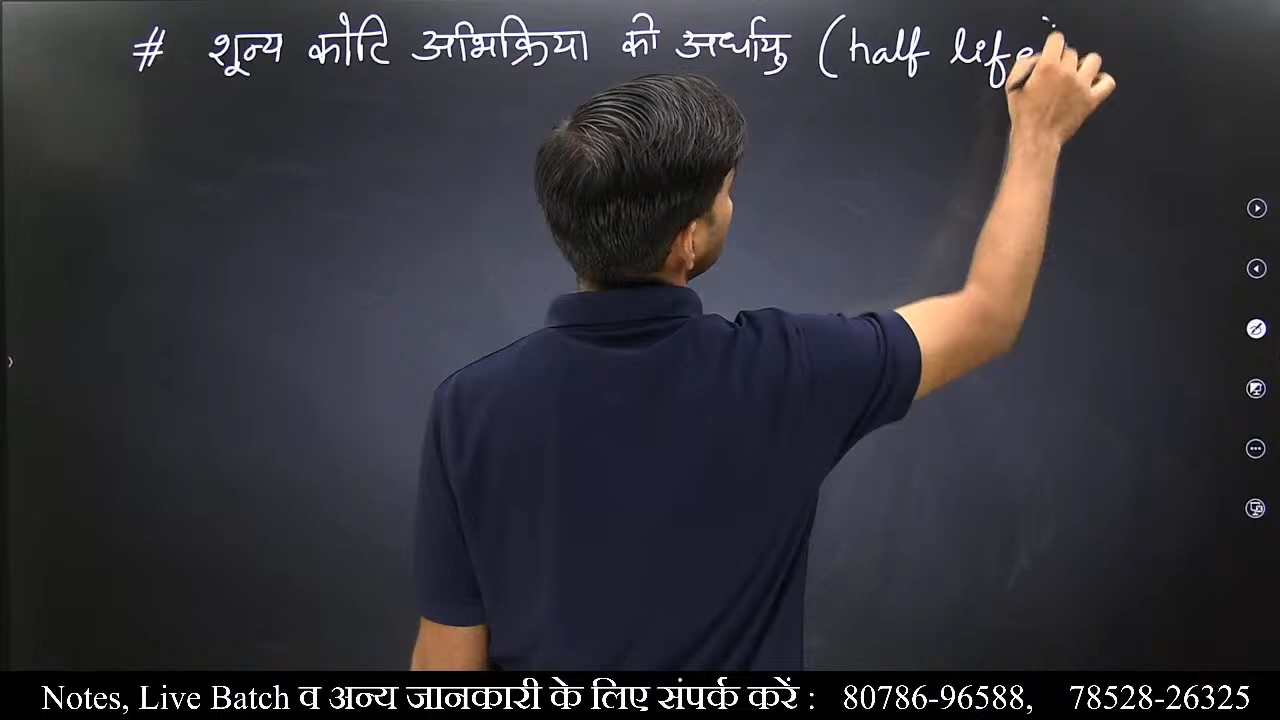 # शून्य कोटि अभिक्रिया की अर्धायु (half life
Notes, Live Batch व अन्य जानकारी के लिए संपर्क करें : 80786-96588, 78528-26325